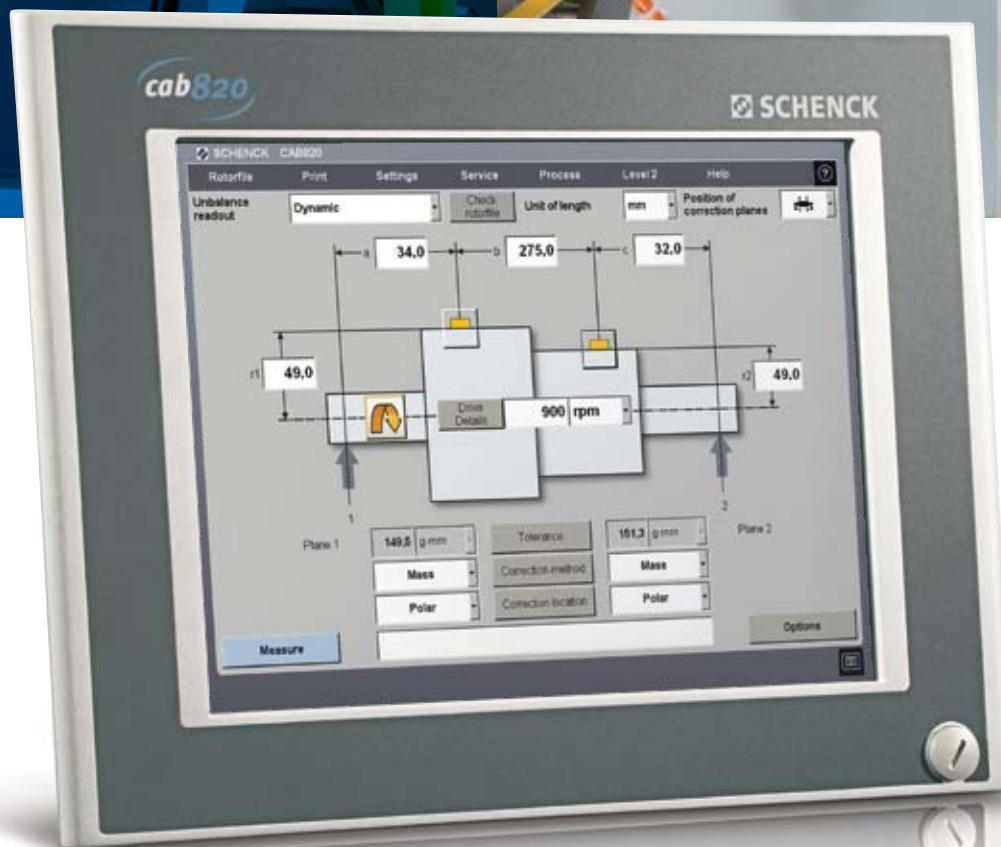 cab820
SCHENCK
SCHENCK CAB820
Rotorfile Print Settings Service Process Level 2 Help ?
Unbalance readout Dynamic Check rotorfile Unit of length mm Position of correction planes
a 34,0 b 275,0 c 32,0
r1 49,0 r2 49,0
Drive Details 900 rpm
1 2
Plane 1 149,5 g·mm Tolerance 151,3 g·mm Plane 2
Mass Correction method Mass
Polar Correction location Polar
Measure Options